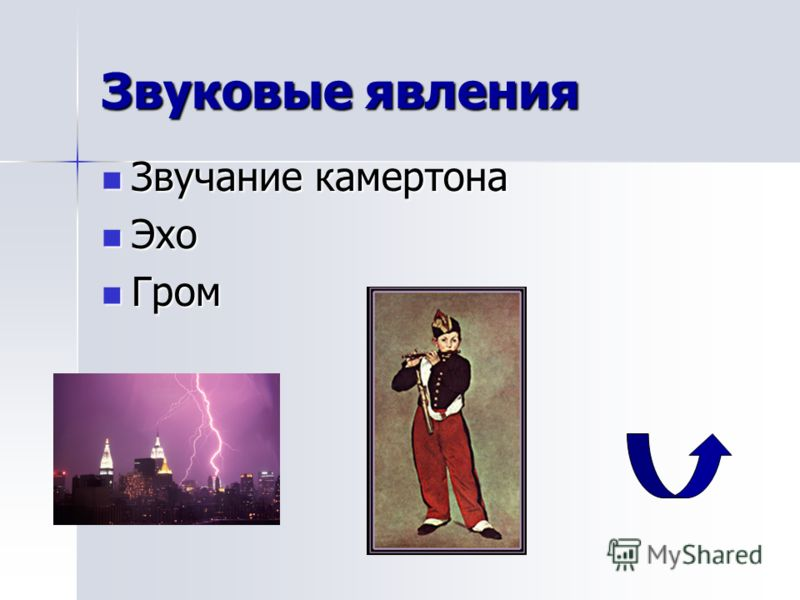 Звуковые явления
Звучание камертона
Эхо
Гром
MyShared